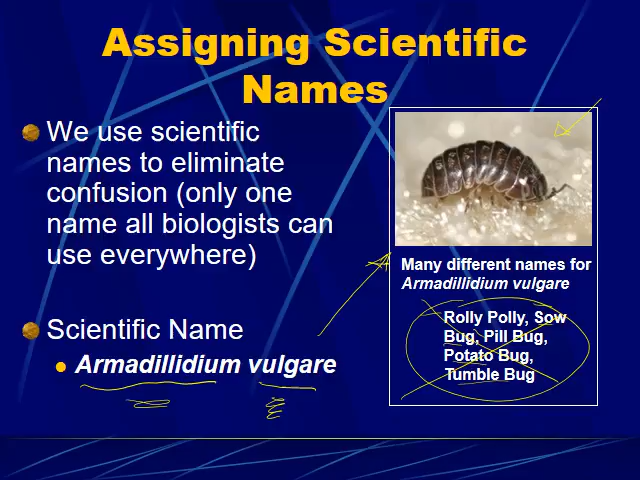 Assigning Scientific
Names
We use scientific
names to eliminate
confusion (only one
name all biologists can
use everywhere)
Scientific Name
Armadillidium vulgare
Many different names for
Armadillidium vulgare
Rolly Polly, Sow
Bug, Pill Bug,
Potato Bug,
Tumble Bug